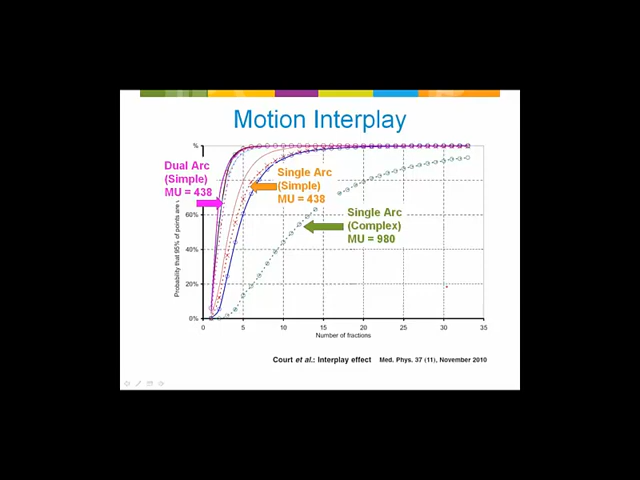 Motion Interplay
Dual Arc
(Simple)
MU = 438
Single Arc
(Simple)
MU = 438
Single Arc
(Complex)
MU = 980
%
60%
40%
20%
0%
0 5 10 15 20 25 30 35
Probability that 95% of points are
Number of fractions
Court et al.: Interplay effect Med. Phys. 37 (11), November 2010